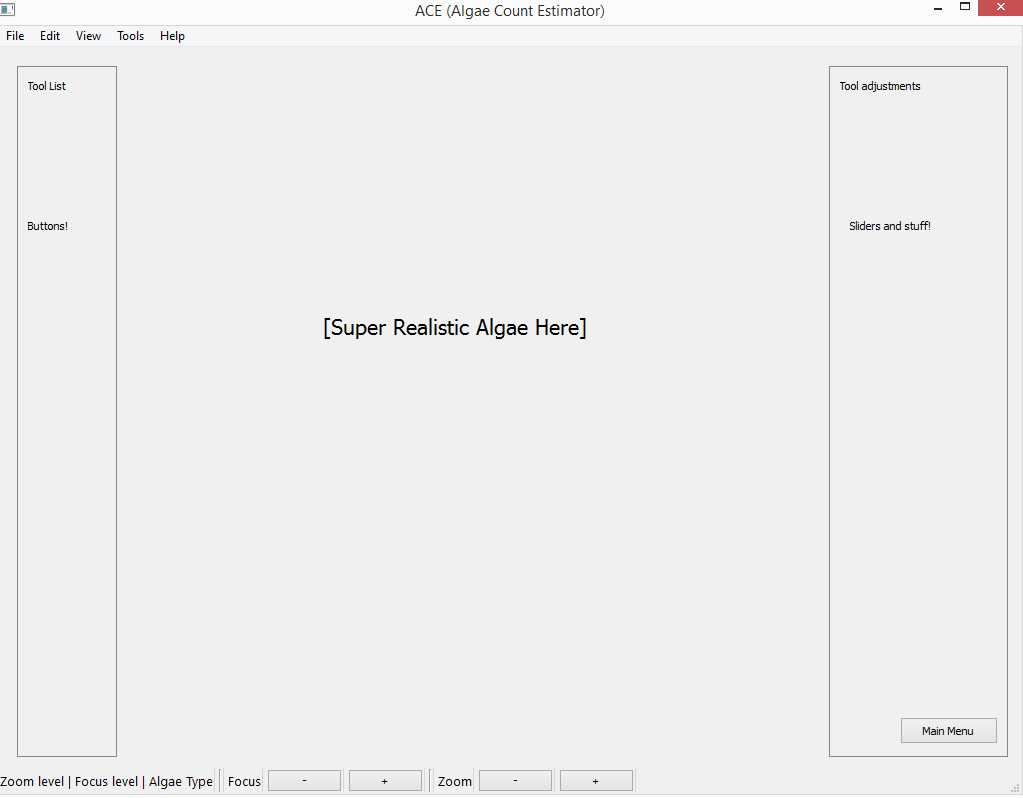 ACE (Algae Count Estimator)
File Edit View Tools Help
Tool List
Buttons!
[Super Realistic Algae Here]
Tool adjustments
Sliders and stuff!
Main Menu
Zoom level | Focus level | Algae Type Focus - + Zoom - +